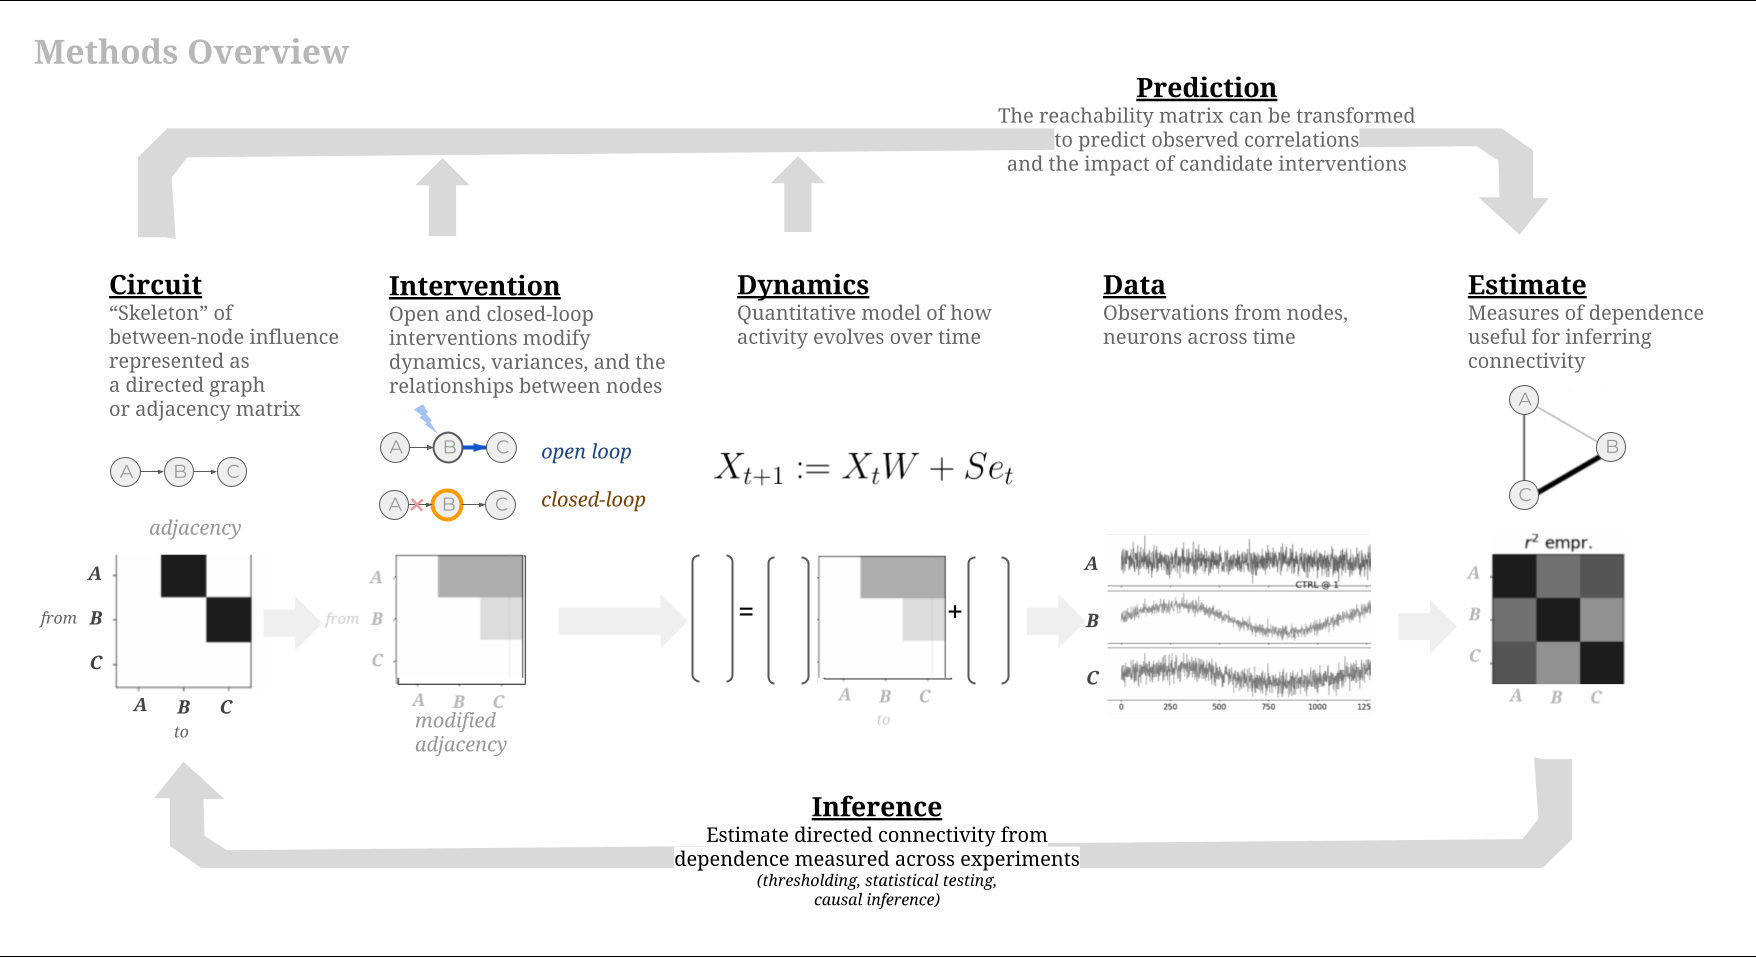 Methods Overview
Prediction
The reachability matrix can be transformed
to predict observed correlations
and the impact of candidate interventions
Circuit
“Skeleton” of
between-node influence
represented as
a directed graph
or adjacency matrix
A B C
adjacency
A
from B
C
A B C
to
Intervention
Open and closed-loop
interventions modify
dynamics, variances, and the
relationships between nodes
A B C open loop
A B C closed-loop
A
from B
C
A B C
modified
adjacency
Dynamics
Quantitative model of how
activity evolves over time
X_{t+1} := X_t W + Se_t
= +
A B C
to
Data
Observations from nodes,
neurons across time
A
CTRL @ 1
B
C
0 250 500 750 1000 125
Estimate
Measures of dependence
useful for inferring
connectivity
A
B
C
r² empr.
A
B
C
A B C
Inference
Estimate directed connectivity from
dependence measured across experiments
(thresholding, statistical testing,
causal inference)